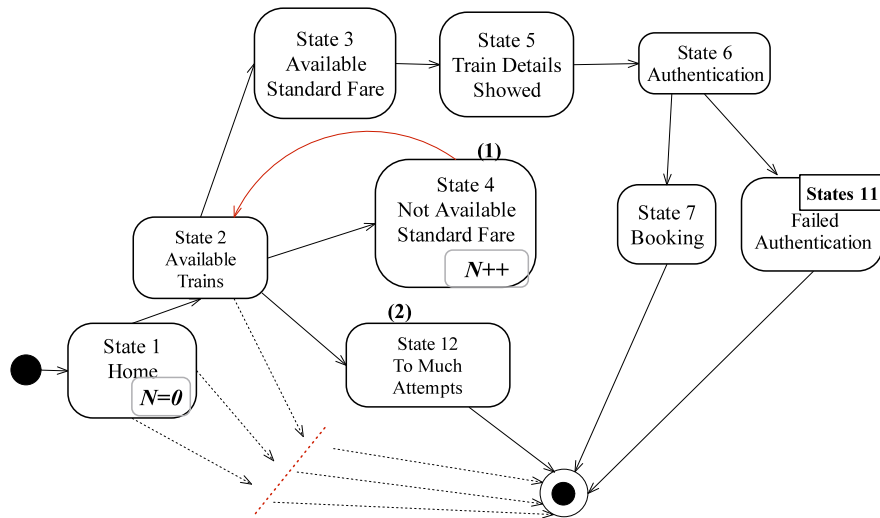 State 3
Available
Standard Fare
State 5
Train Details
Showed
State 6
Authentication
(1)
State 4
Not Available
Standard Fare
N++
State 7
Booking
States 11
Failed
Authentication
State 2
Available
Trains
(2)
State 12
To Much
Attempts
State 1
Home
N=0